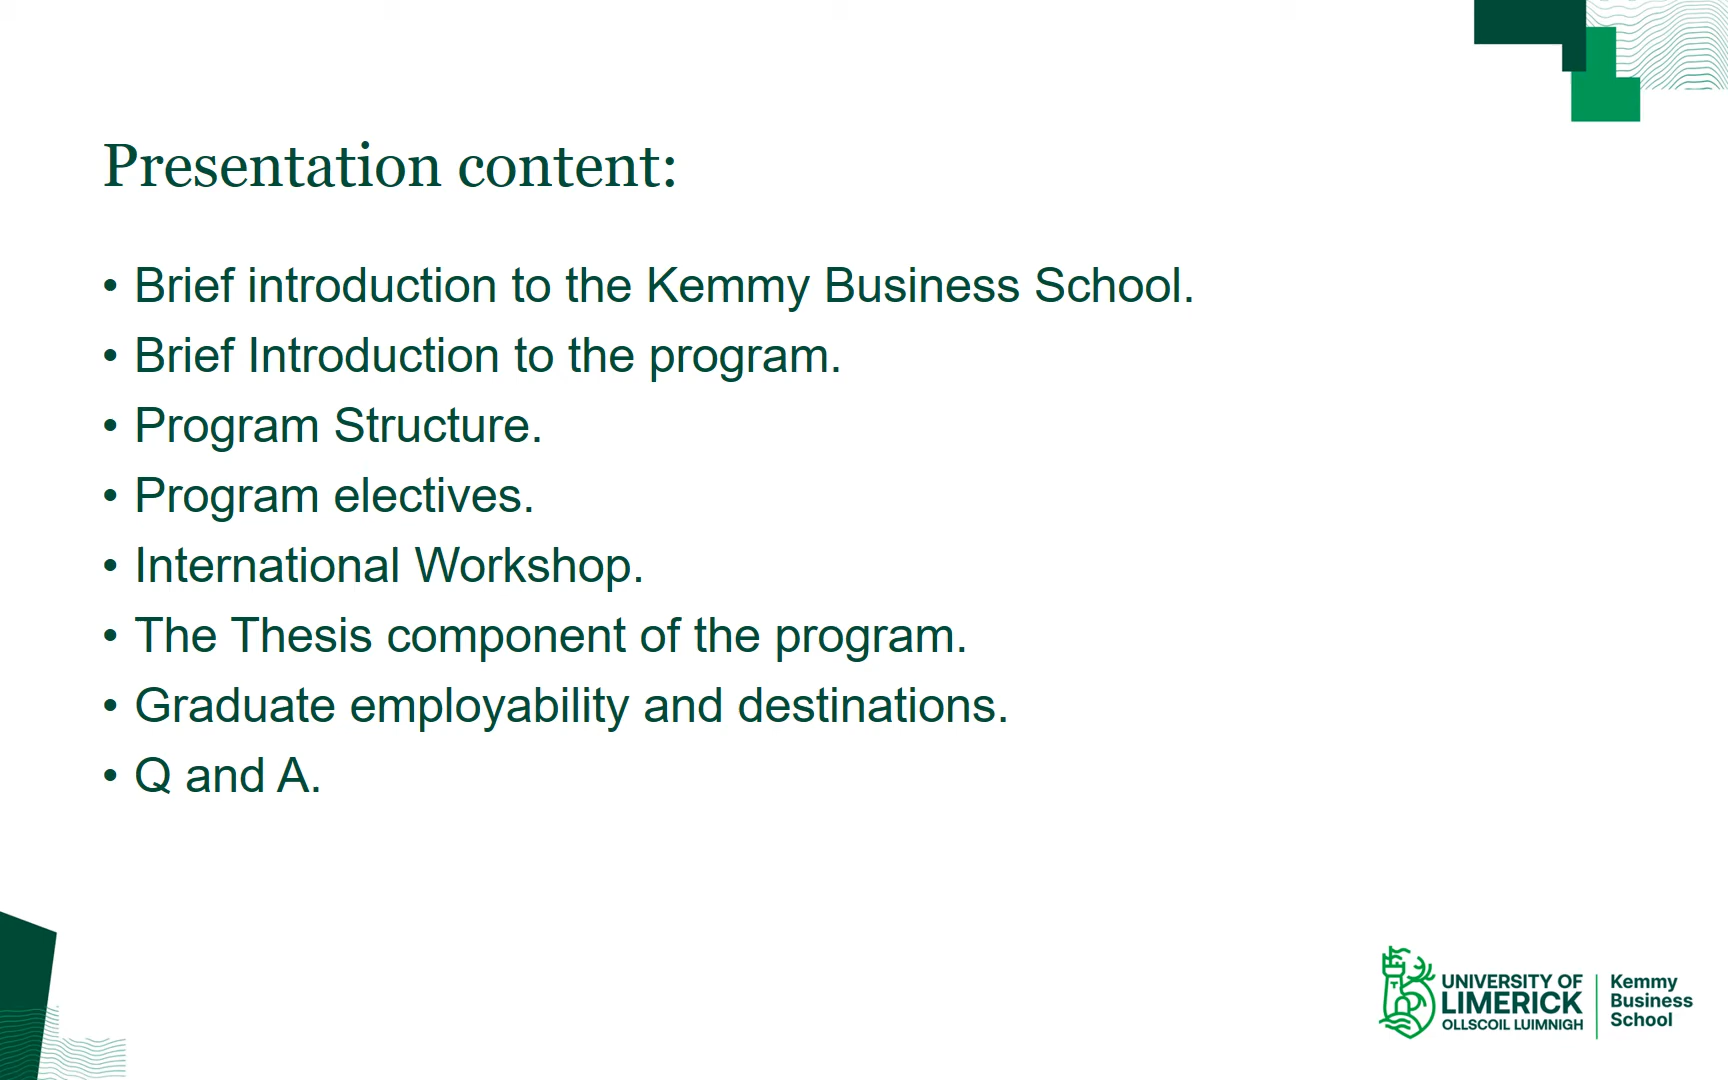 Presentation content:
• Brief introduction to the Kemmy Business School.
• Brief Introduction to the program.
• Program Structure.
• Program electives.
• International Workshop.
• The Thesis component of the program.
• Graduate employability and destinations.
• Q and A.
UNIVERSITY OF
LIMERICK
OLLSCOIL LUIMNIGH
Kemmy
Business
School